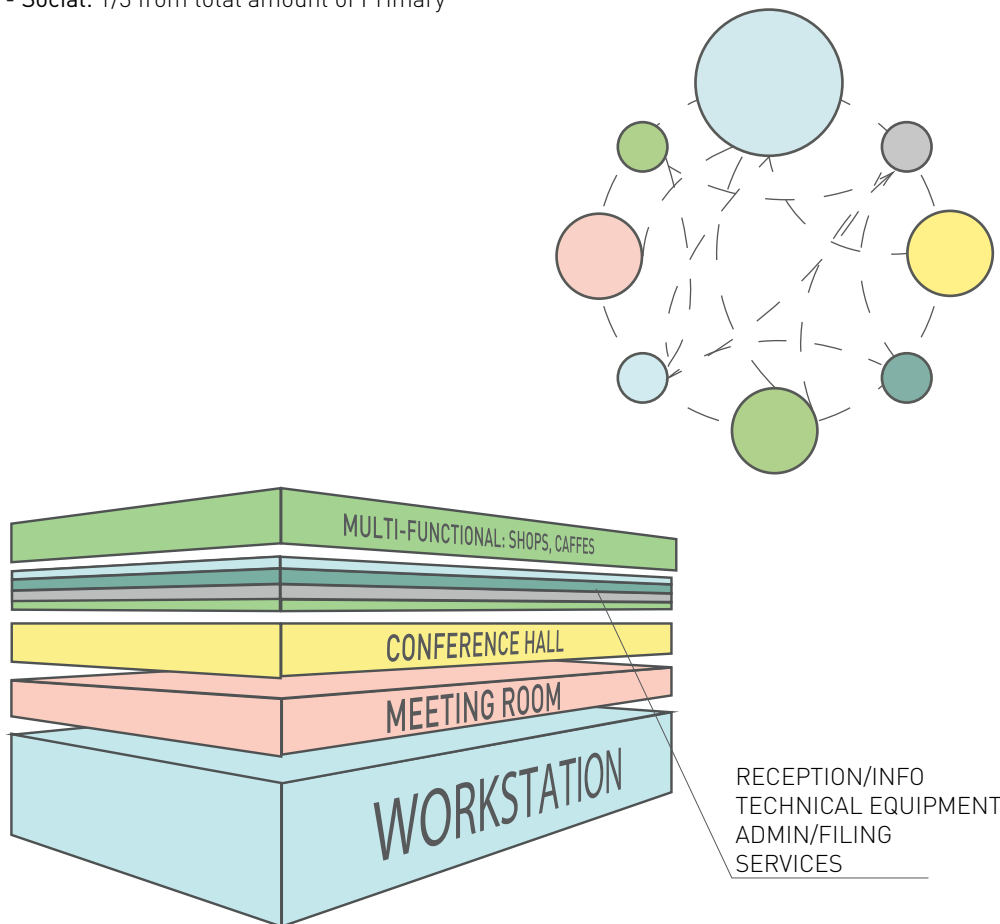 - Social: 1/3 from total amount of Primary
MULTI-FUNCTIONAL: SHOPS, CAFFES
CONFERENCE HALL
MEETING ROOM
WORKSTATION
RECEPTION/INFO
TECHNICAL EQUIPMENT
ADMIN/FILING
SERVICES